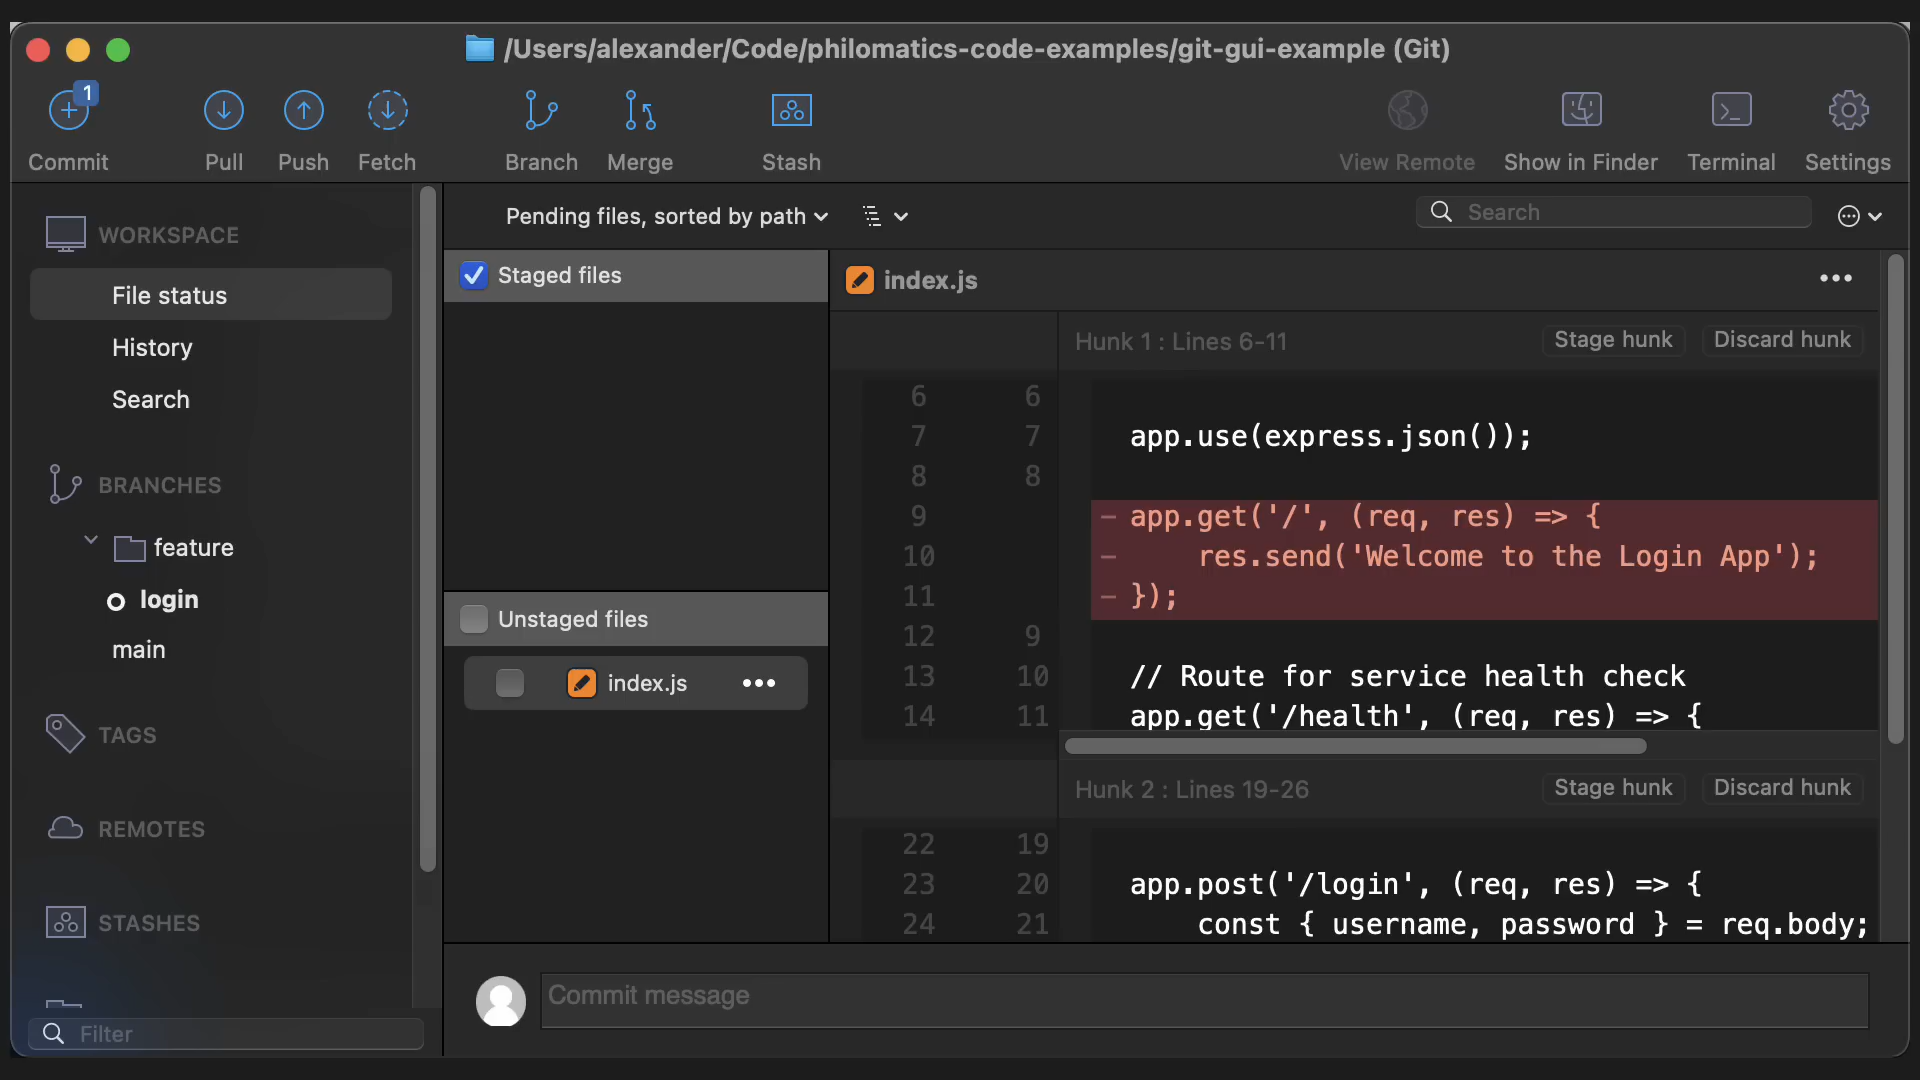 /Users/alexander/Code/philomatics-code-examples/git-gui-example (Git)
1
Commit
Pull
Push
Fetch
Branch
Merge
Stash
View Remote
Show in Finder
Terminal
Settings
WORKSPACE
File status
History
Search
BRANCHES
feature
login
main
TAGS
REMOTES
STASHES
Filter
Pending files, sorted by path
Search
Staged files
Unstaged files
index.js
index.js
Hunk 1 : Lines 6-11
Stage hunk
Discard hunk
6 6
7 7 app.use(express.json());
8 8
9 - app.get('/', (req, res) => {
10 - res.send('Welcome to the Login App');
11 - });
12 9
13 10 // Route for service health check
14 11 app.get('/health', (req, res) => {
Hunk 2 : Lines 19-26
Stage hunk
Discard hunk
22 19
23 20 app.post('/login', (req, res) => {
24 21 const { username, password } = req.body;
Commit message